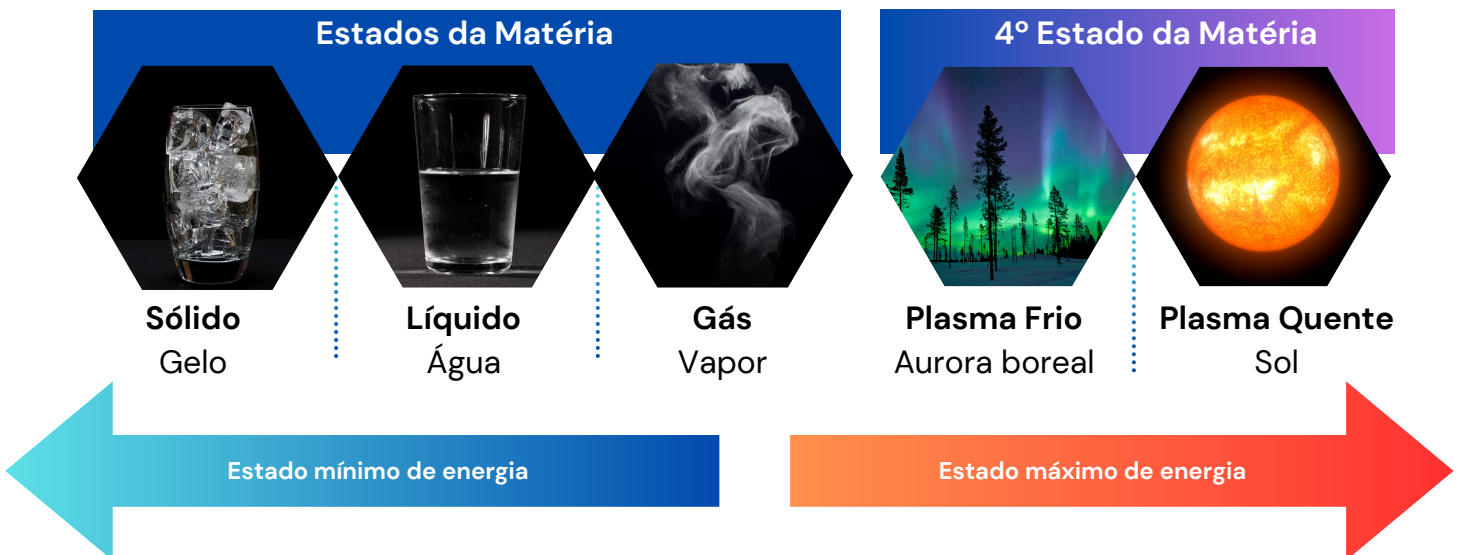 Estados da Matéria
4º Estado da Matéria
Sólido
Gelo
Líquido
Água
Gás
Vapor
Plasma Frio
Aurora boreal
Plasma Quente
Sol
Estado mínimo de energia
Estado máximo de energia